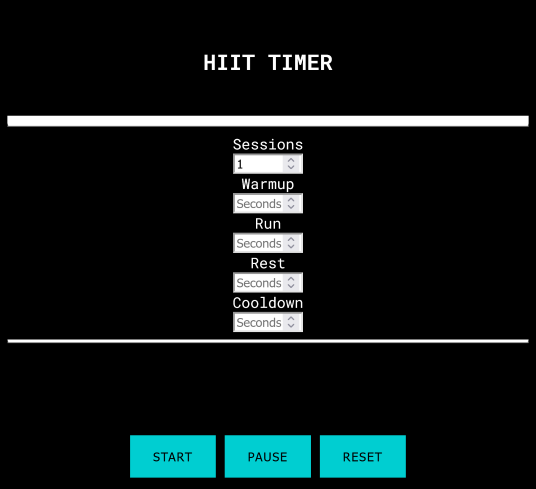 HIIT TIMER
Sessions
1
Warmup
Seconds
Run
Seconds
Rest
Seconds
Cooldown
Seconds
START PAUSE RESET